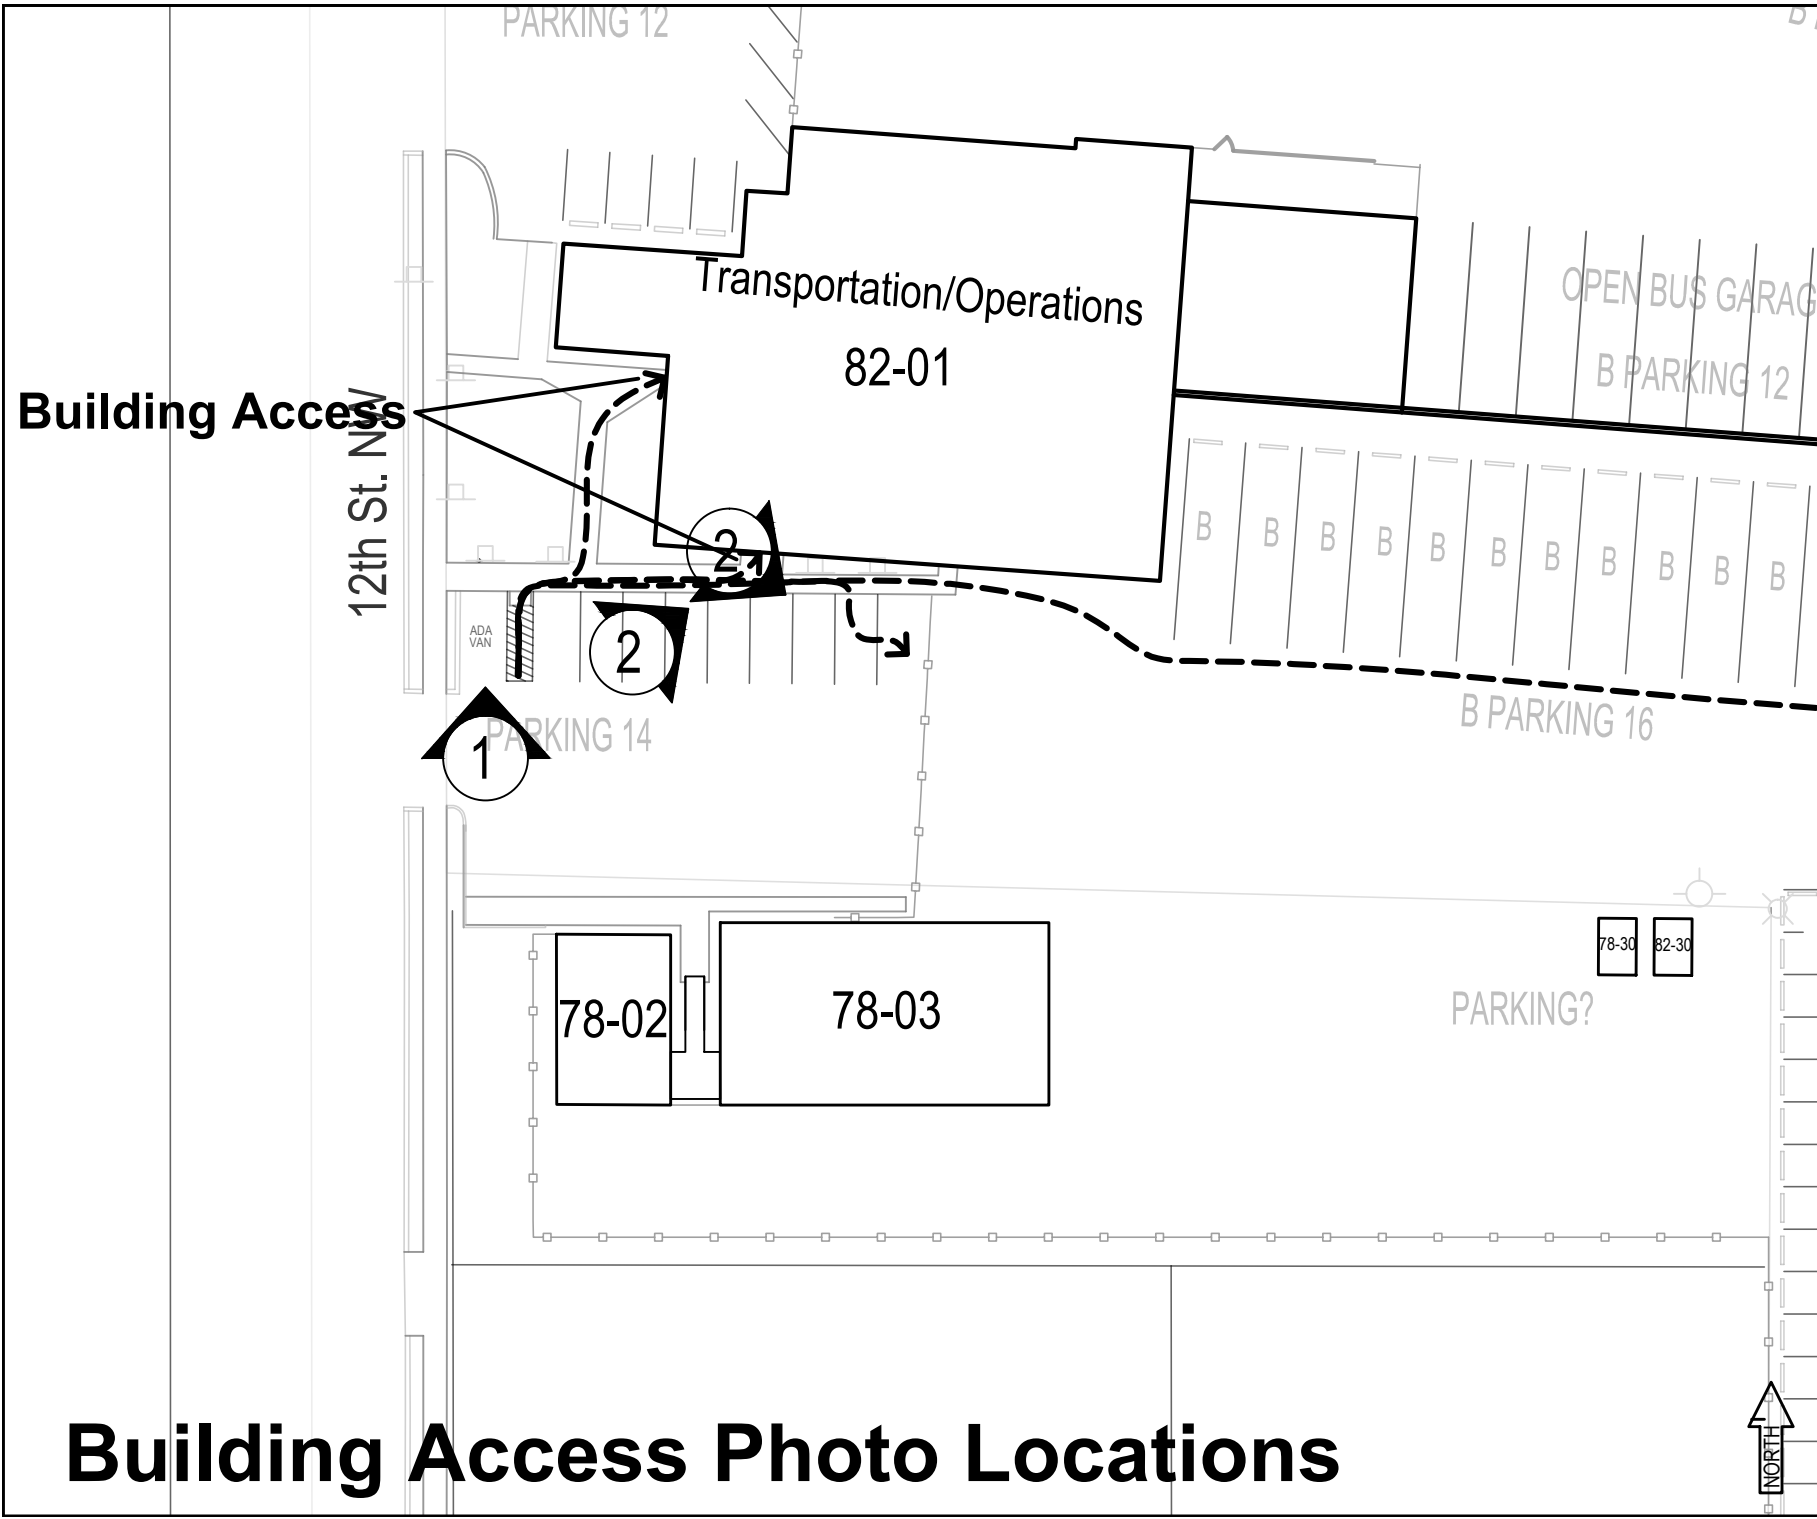 PARKING 12
Transportation/Operations
82-01
OPEN BUS GARAG
B PARKING 12
Building Access
12th St. NW
B B B B B B B B B B B
2
ADA
VAN
2
B PARKING 16
PARKING 14
1
78-30
82-30
78-02
78-03
PARKING?
Building Access Photo Locations
NORTH